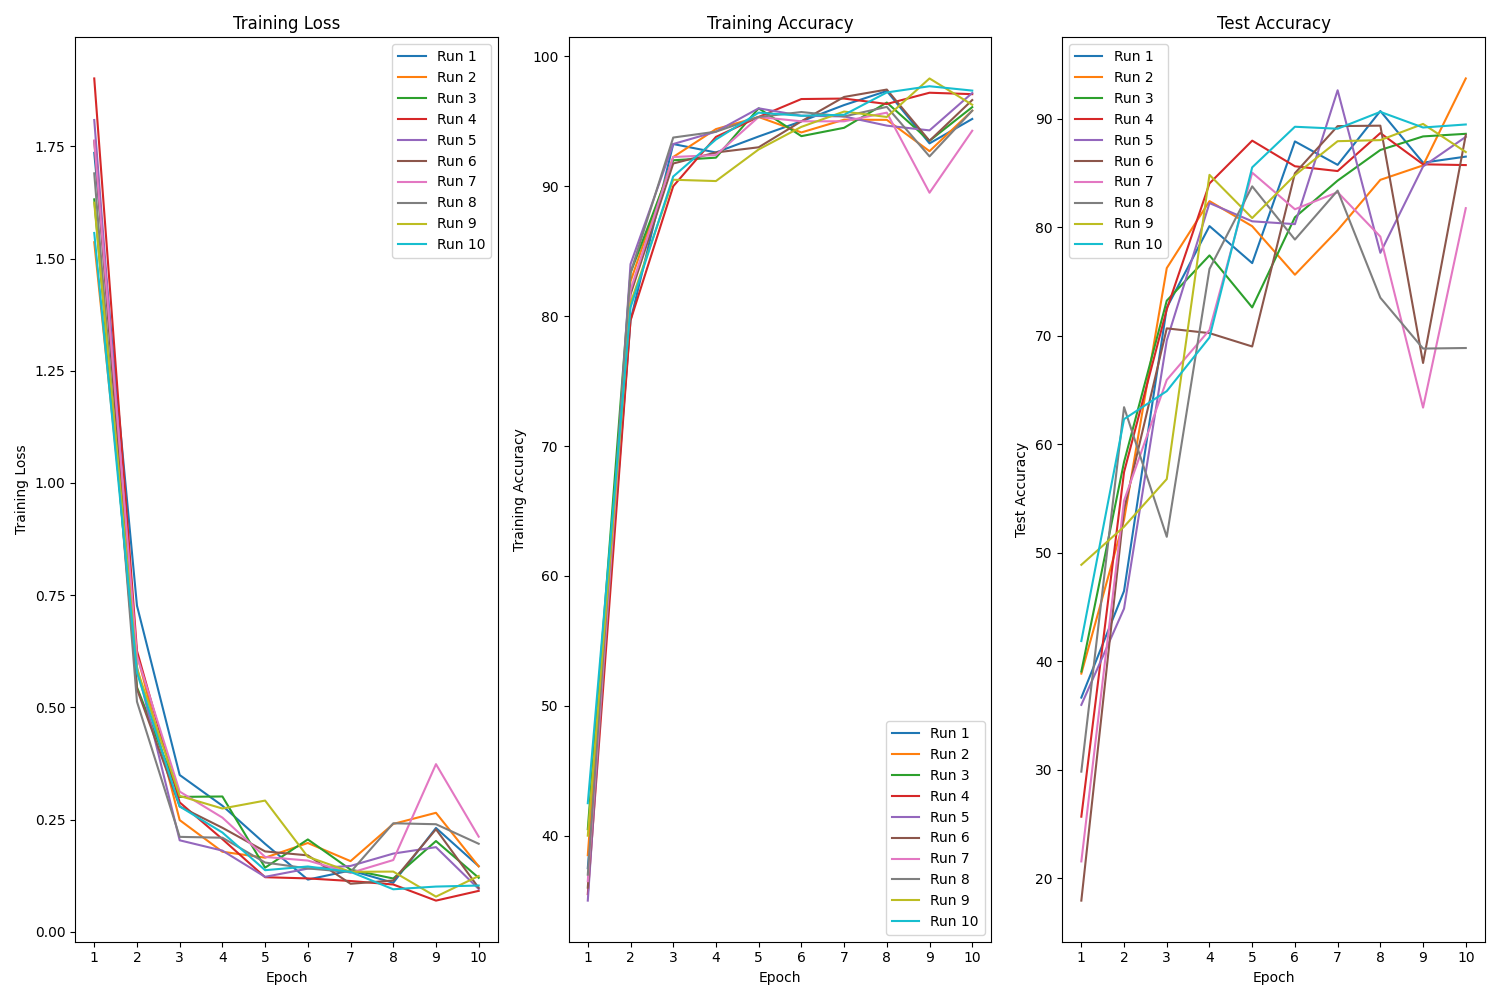 Training Loss
Training Loss
1.75
1.50
1.25
1.00
0.75
0.50
0.25
0.00
1 2 3 4 5 6 7 8 9 10
Epoch
Run 1
Run 2
Run 3
Run 4
Run 5
Run 6
Run 7
Run 8
Run 9
Run 10
Training Accuracy
Training Accuracy
100
90
80
70
60
50
40
1 2 3 4 5 6 7 8 9 10
Epoch
Run 1
Run 2
Run 3
Run 4
Run 5
Run 6
Run 7
Run 8
Run 9
Run 10
Test Accuracy
Test Accuracy
90
80
70
60
50
40
30
20
1 2 3 4 5 6 7 8 9 10
Epoch
Run 1
Run 2
Run 3
Run 4
Run 5
Run 6
Run 7
Run 8
Run 9
Run 10